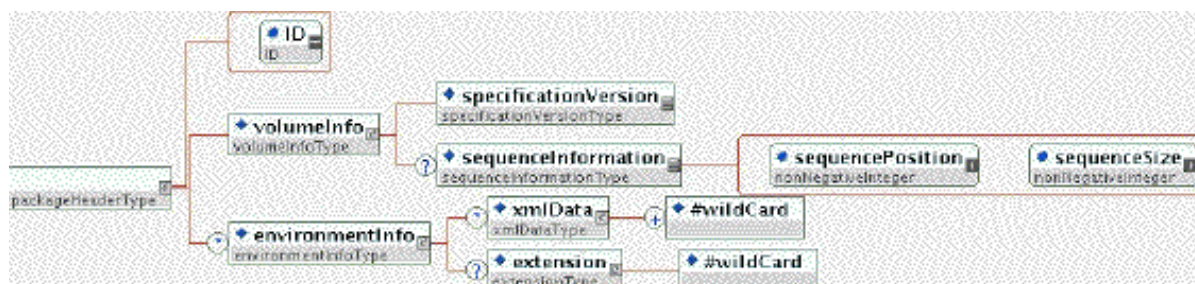 ID
ID
specificationVersion
specificationVersionType
volumeInfo
volumeInfoType
? sequenceInformation
sequenceInformationType
sequencePosition
nonNegativeInteger
sequenceSize
nonNegativeInteger
packageHeaderType
* environmentInfo
environmentInfoType
* xmlData
xmlDataType
+ #wildCard
? extension
extensionType
#wildCard